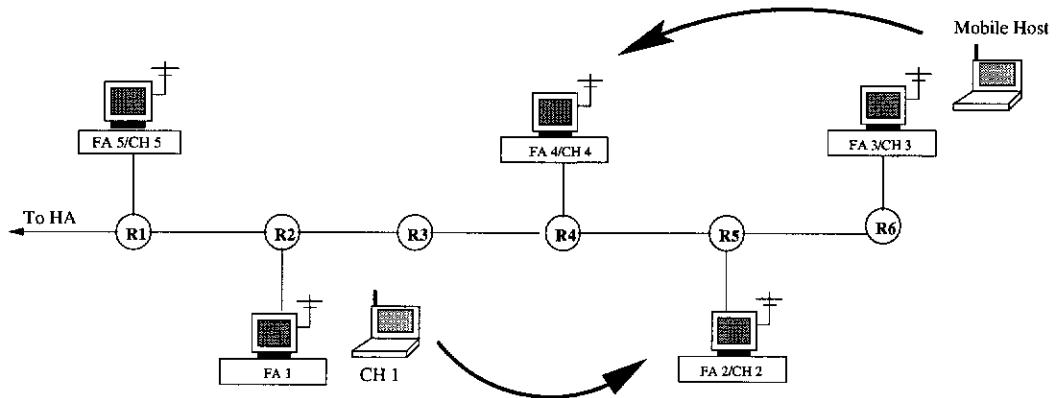 Mobile Host
FA 5/CH 5
FA 4/CH 4
FA 3/CH 3
To HA
R1
R2
R3
R4
R5
R6
FA 1
CH 1
FA 2/CH 2